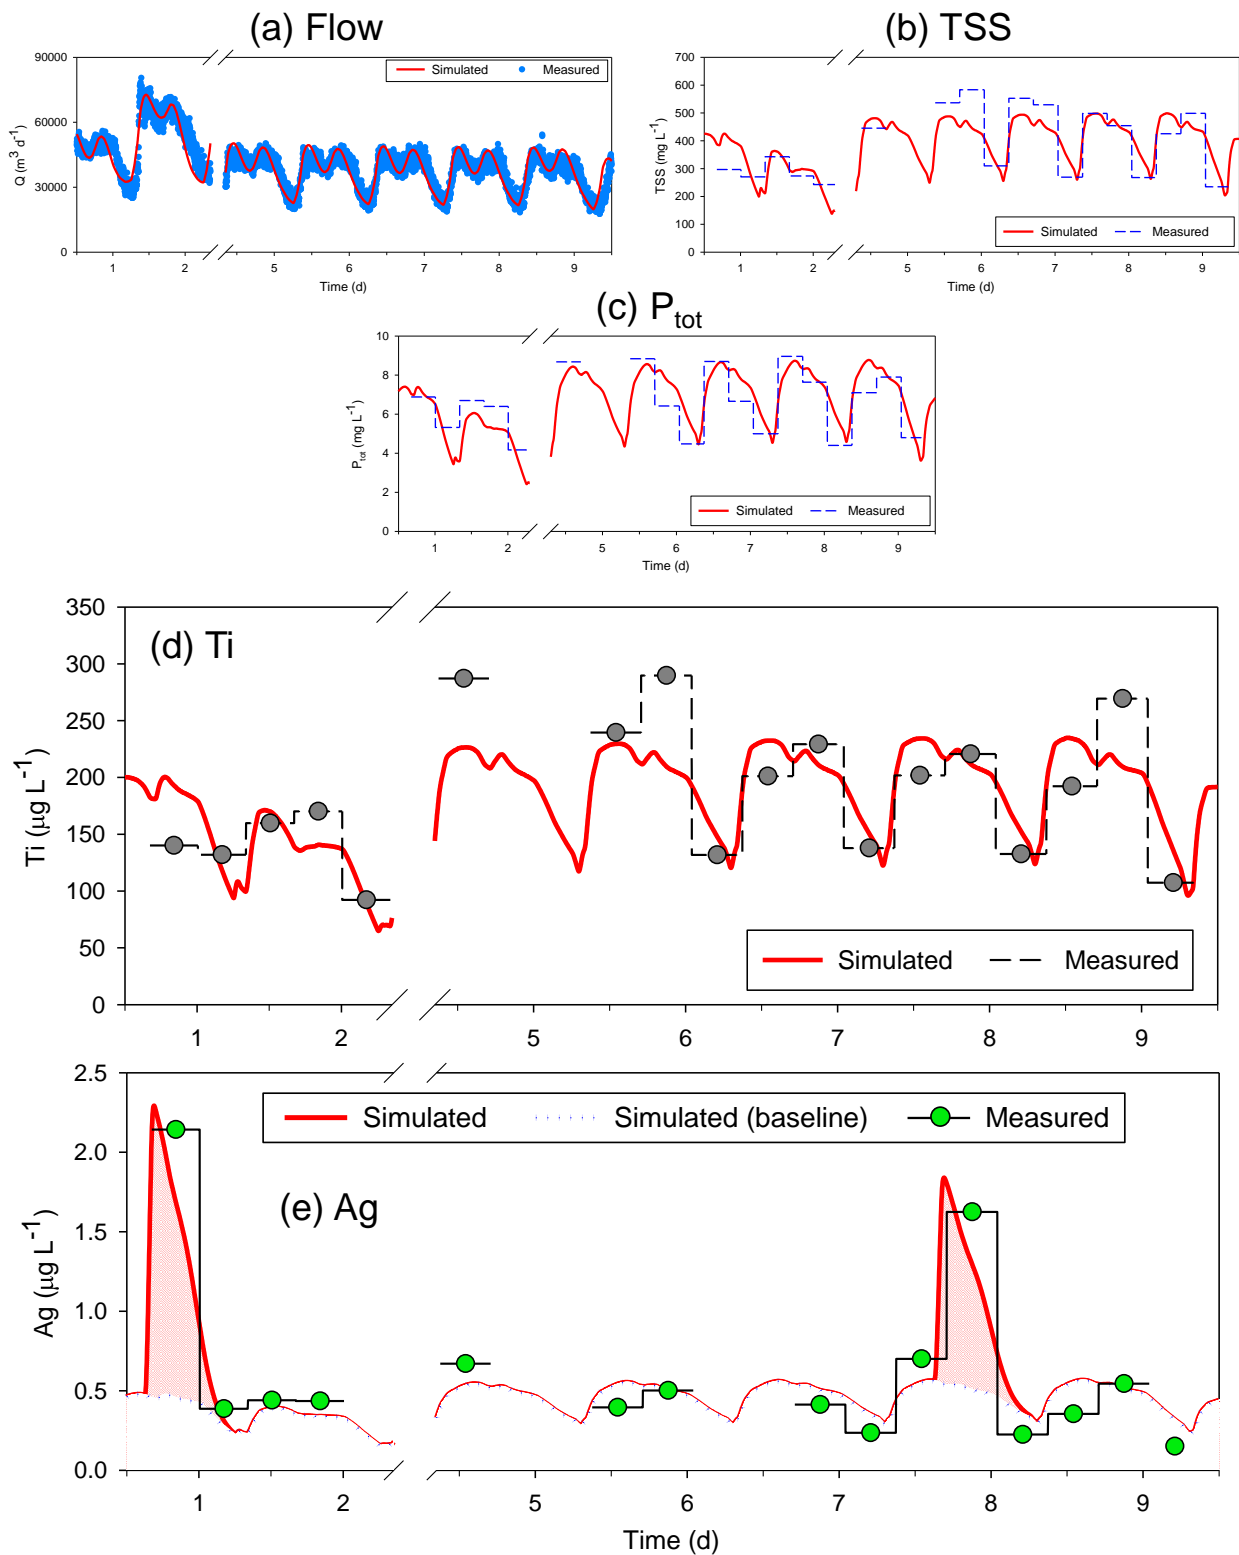 (a) Flow
90000
60000
30000
0
Q (m³ d⁻¹)
Simulated
Measured
1
2
5
6
7
8
9
Time (d)
(b) TSS
700
600
500
400
300
200
100
0
TSS (mg L⁻¹)
Simulated
Measured
1
2
5
6
7
8
9
Time (d)
(c) Ptot
10
8
6
4
2
0
Ptot (mg L⁻¹)
Simulated
Measured
1
2
5
6
7
8
9
Time (d)
(d) Ti
350
300
250
200
150
100
50
0
Ti (µg L⁻¹)
Simulated
Measured
1
2
5
6
7
8
9
2.5
2.0
1.5
1.0
0.5
0.0
Ag (µg L⁻¹)
Simulated
Simulated (baseline)
Measured
(e) Ag
1
2
5
6
7
8
9
Time (d)